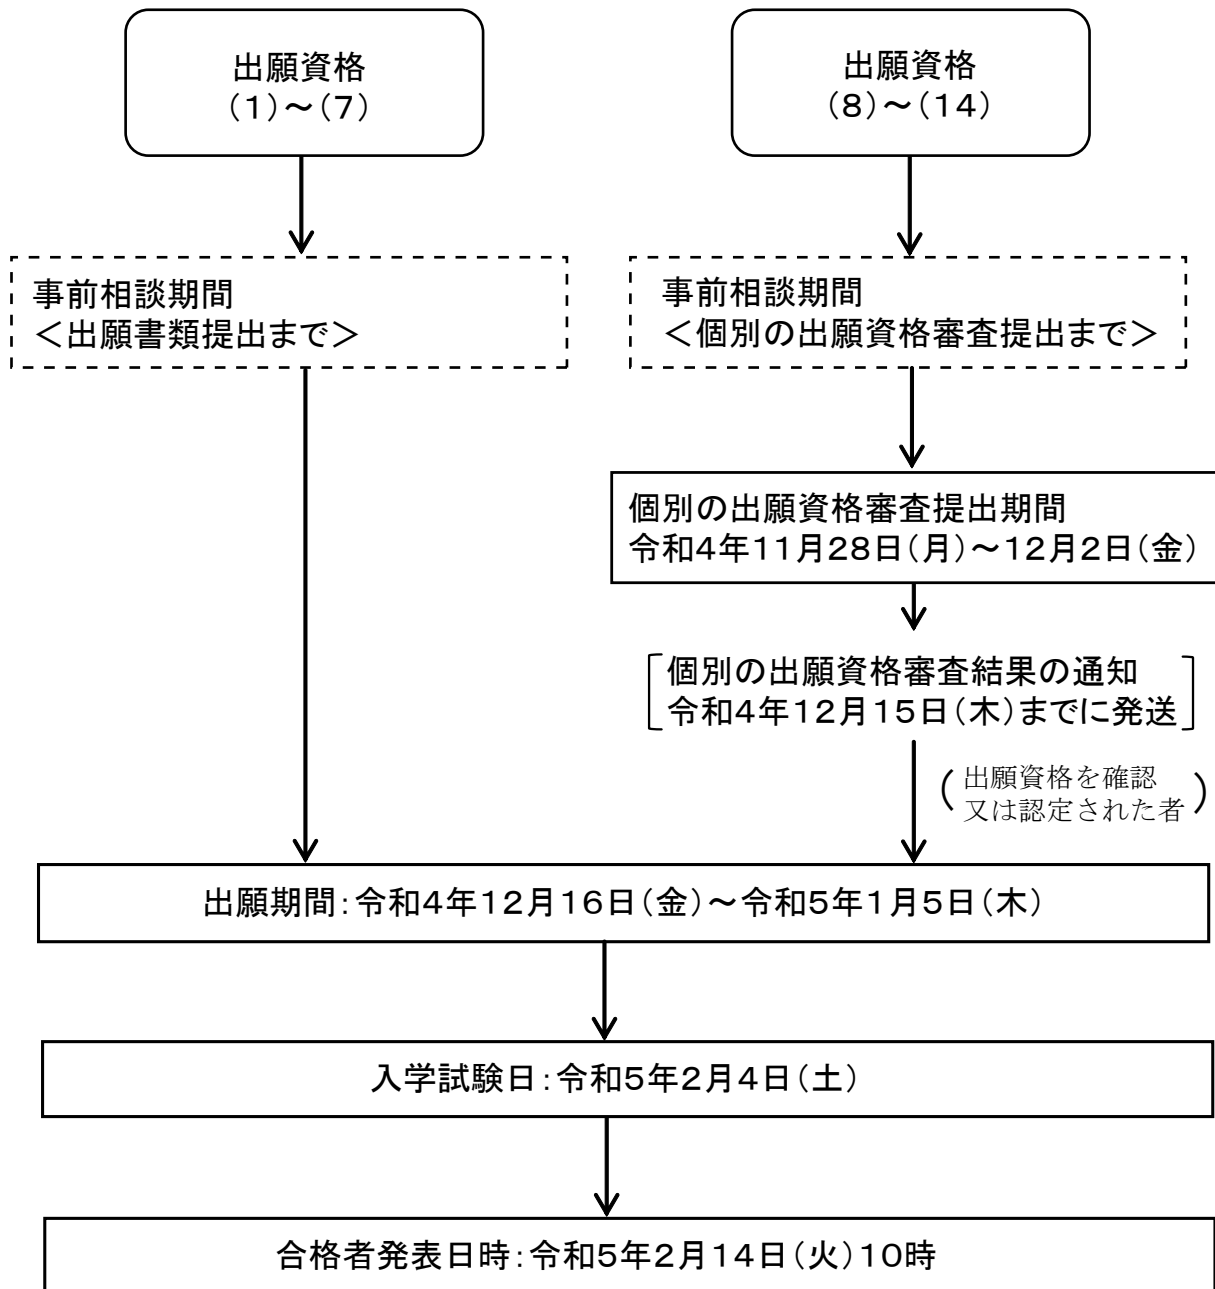 出願資格
（１）～（７）
出願資格
（８）～（１４）
事前相談期間
＜出願書類提出まで＞
事前相談期間
＜個別の出願資格審査提出まで＞
個別の出願資格審査提出期間
令和４年１１月２８日（月）～１２月２日（金）
個別の出願資格審査結果の通知
令和４年１２月１５日（木）までに発送
（出願資格を確認
又は認定された者）
出願期間：令和４年１２月１６日（金）～令和５年１月５日（木）
入学試験日：令和５年２月４日（土）
合格者発表日時：令和５年２月１４日（火）１０時